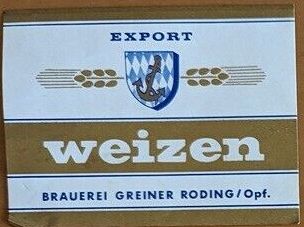 EXPORT
weizen
BRAUEREI GREINER RODING/Opf.